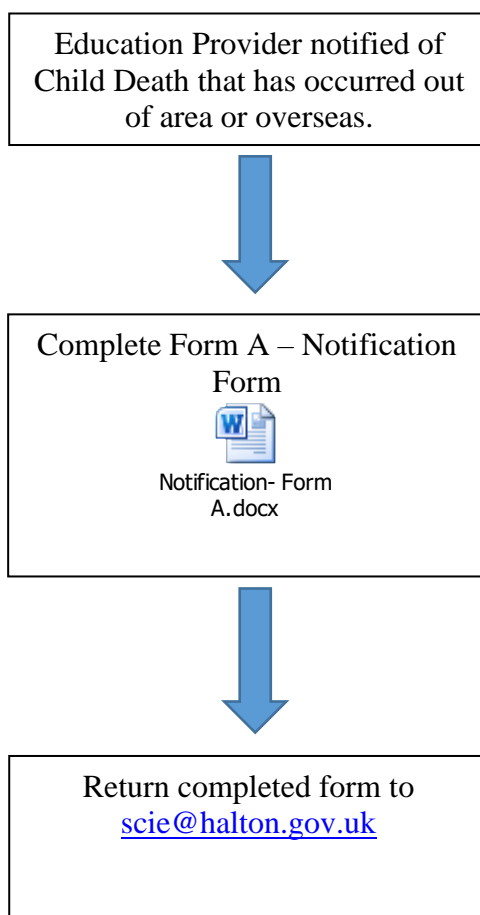 Education Provider notified of
Child Death that has occurred out
of area or overseas.
Complete Form A – Notification
Form
W
Notification- Form
A.docx
Return completed form to
scie@halton.gov.uk